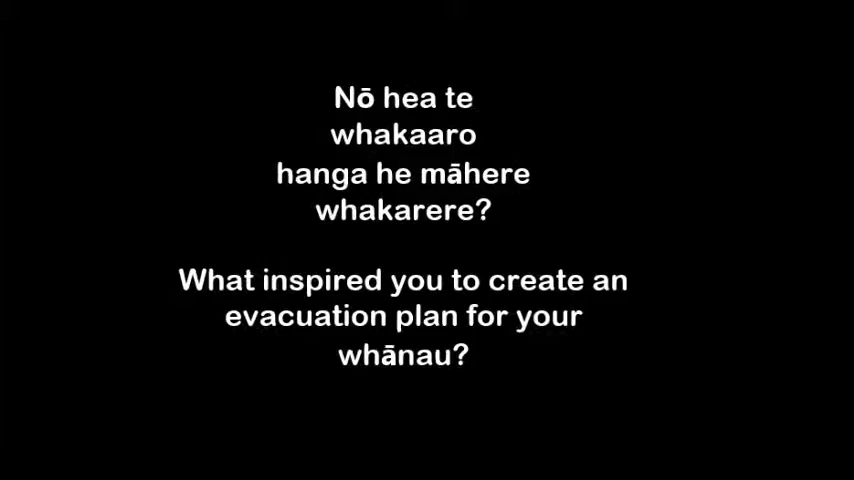 Nō hea te
whakaaro
hanga he māhere
whakarere?
What inspired you to create an
evacuation plan for your
whānau?